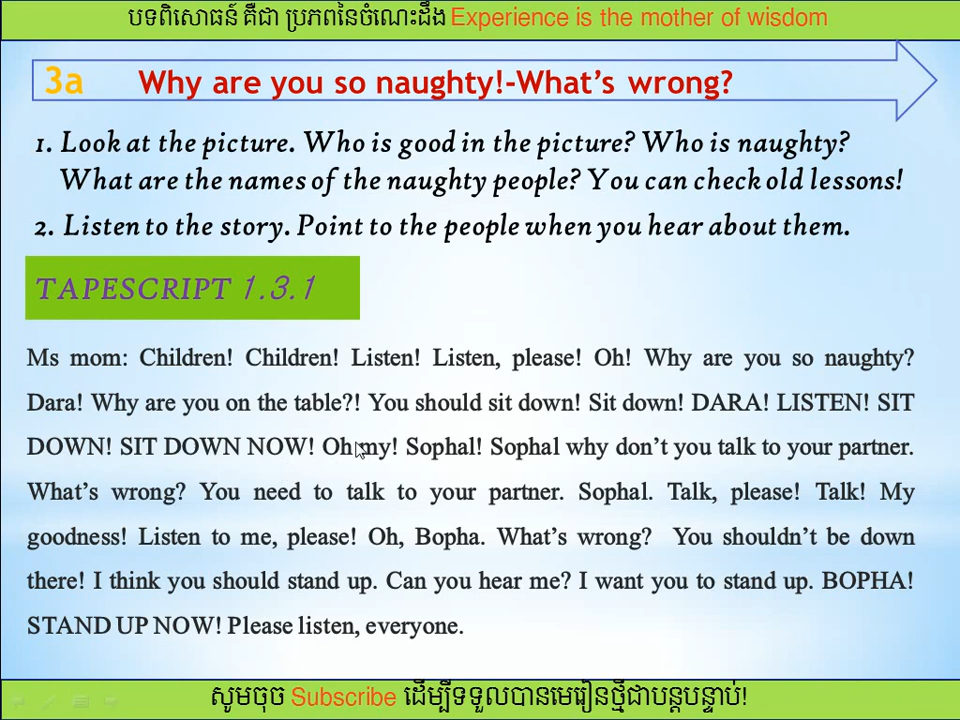 បទពិសោធន៍ គឺជា ប្រភពនៃចំណេះដឹង Experience is the mother of wisdom
3a Why are you so naughty!-What's wrong?
1. Look at the picture. Who is good in the picture? Who is naughty?
What are the names of the naughty people? You can check old lessons!
2. Listen to the story. Point to the people when you hear about them.
TAPESCRIPT 1.3.1
Ms mom: Children! Children! Listen! Listen, please! Oh! Why are you so naughty?
Dara! Why are you on the table?! You should sit down! Sit down! DARA! LISTEN! SIT
DOWN! SIT DOWN NOW! Oh my! Sophal! Sophal why don't you talk to your partner.
What's wrong? You need to talk to your partner. Sophal. Talk, please! Talk! My
goodness! Listen to me, please! Oh, Bopha. What's wrong? You shouldn't be down
there! I think you should stand up. Can you hear me? I want you to stand up. BOPHA!
STAND UP NOW! Please listen, everyone.
សូមចុច Subscribe ដើម្បីទទួលបានមេរៀនថ្មីជាបន្តបន្ទាប់!